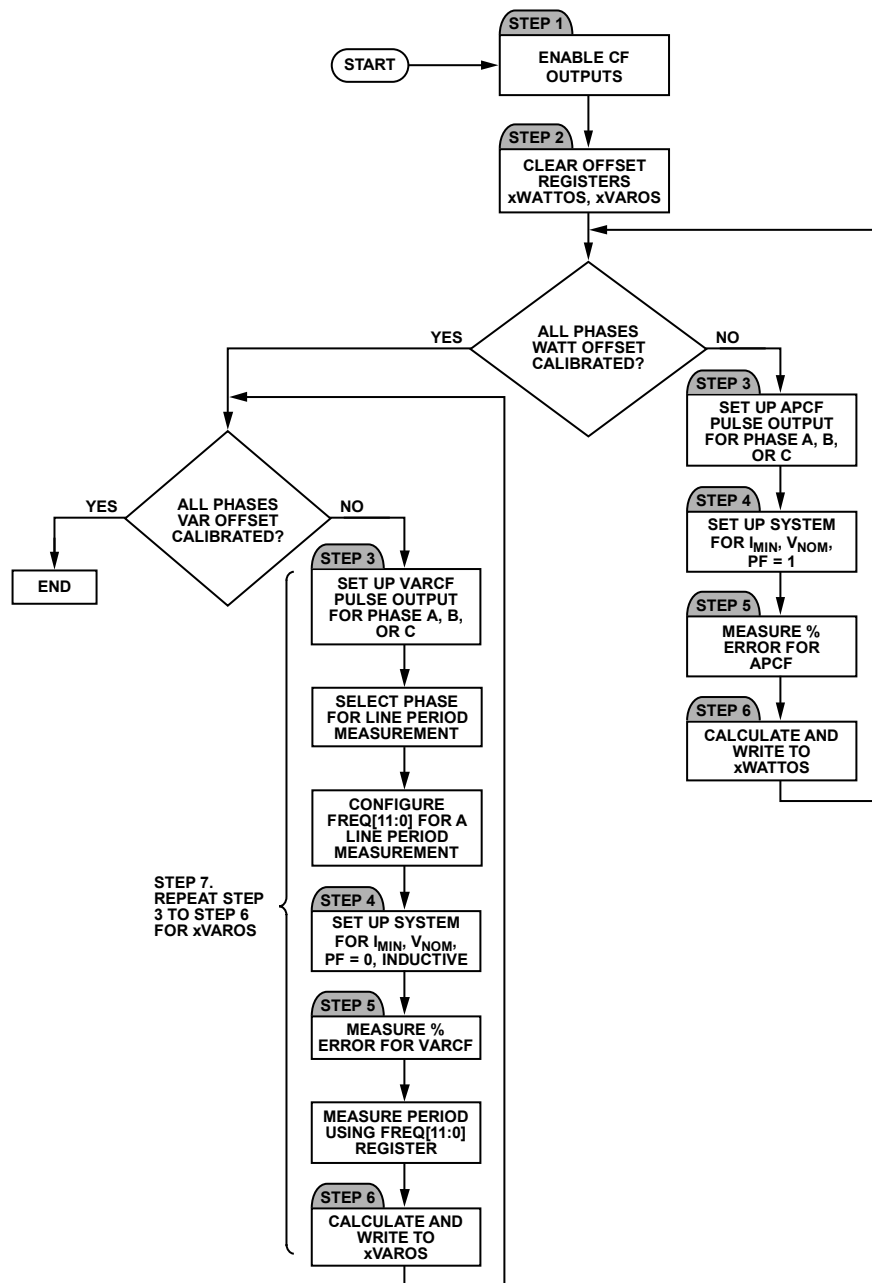 STEP 1
START
ENABLE CF
OUTPUTS
STEP 2
CLEAR OFFSET
REGISTERS
xWATTOS, xVAROS
YES
ALL PHASES
WATT OFFSET
CALIBRATED?
NO
STEP 3
SET UP APCF
PULSE OUTPUT
FOR PHASE A, B,
OR C
STEP 4
SET UP SYSTEM
FOR IMIN, VNOM,
PF = 1
STEP 5
MEASURE %
ERROR FOR
APCF
STEP 6
CALCULATE AND
WRITE TO
xWATTOS
YES
ALL PHASES
VAR OFFSET
CALIBRATED?
NO
END
STEP 3
SET UP VARCF
PULSE OUTPUT
FOR PHASE A, B,
OR C
SELECT PHASE
FOR LINE PERIOD
MEASUREMENT
CONFIGURE
FREQ[11:0] FOR A
LINE PERIOD
MEASUREMENT
STEP 7.
REPEAT STEP
3 TO STEP 6
FOR xVAROS
STEP 4
SET UP SYSTEM
FOR IMIN, VNOM,
PF = 0, INDUCTIVE
STEP 5
MEASURE %
ERROR FOR VARCF
MEASURE PERIOD
USING FREQ[11:0]
REGISTER
STEP 6
CALCULATE AND
WRITE TO
xVAROS